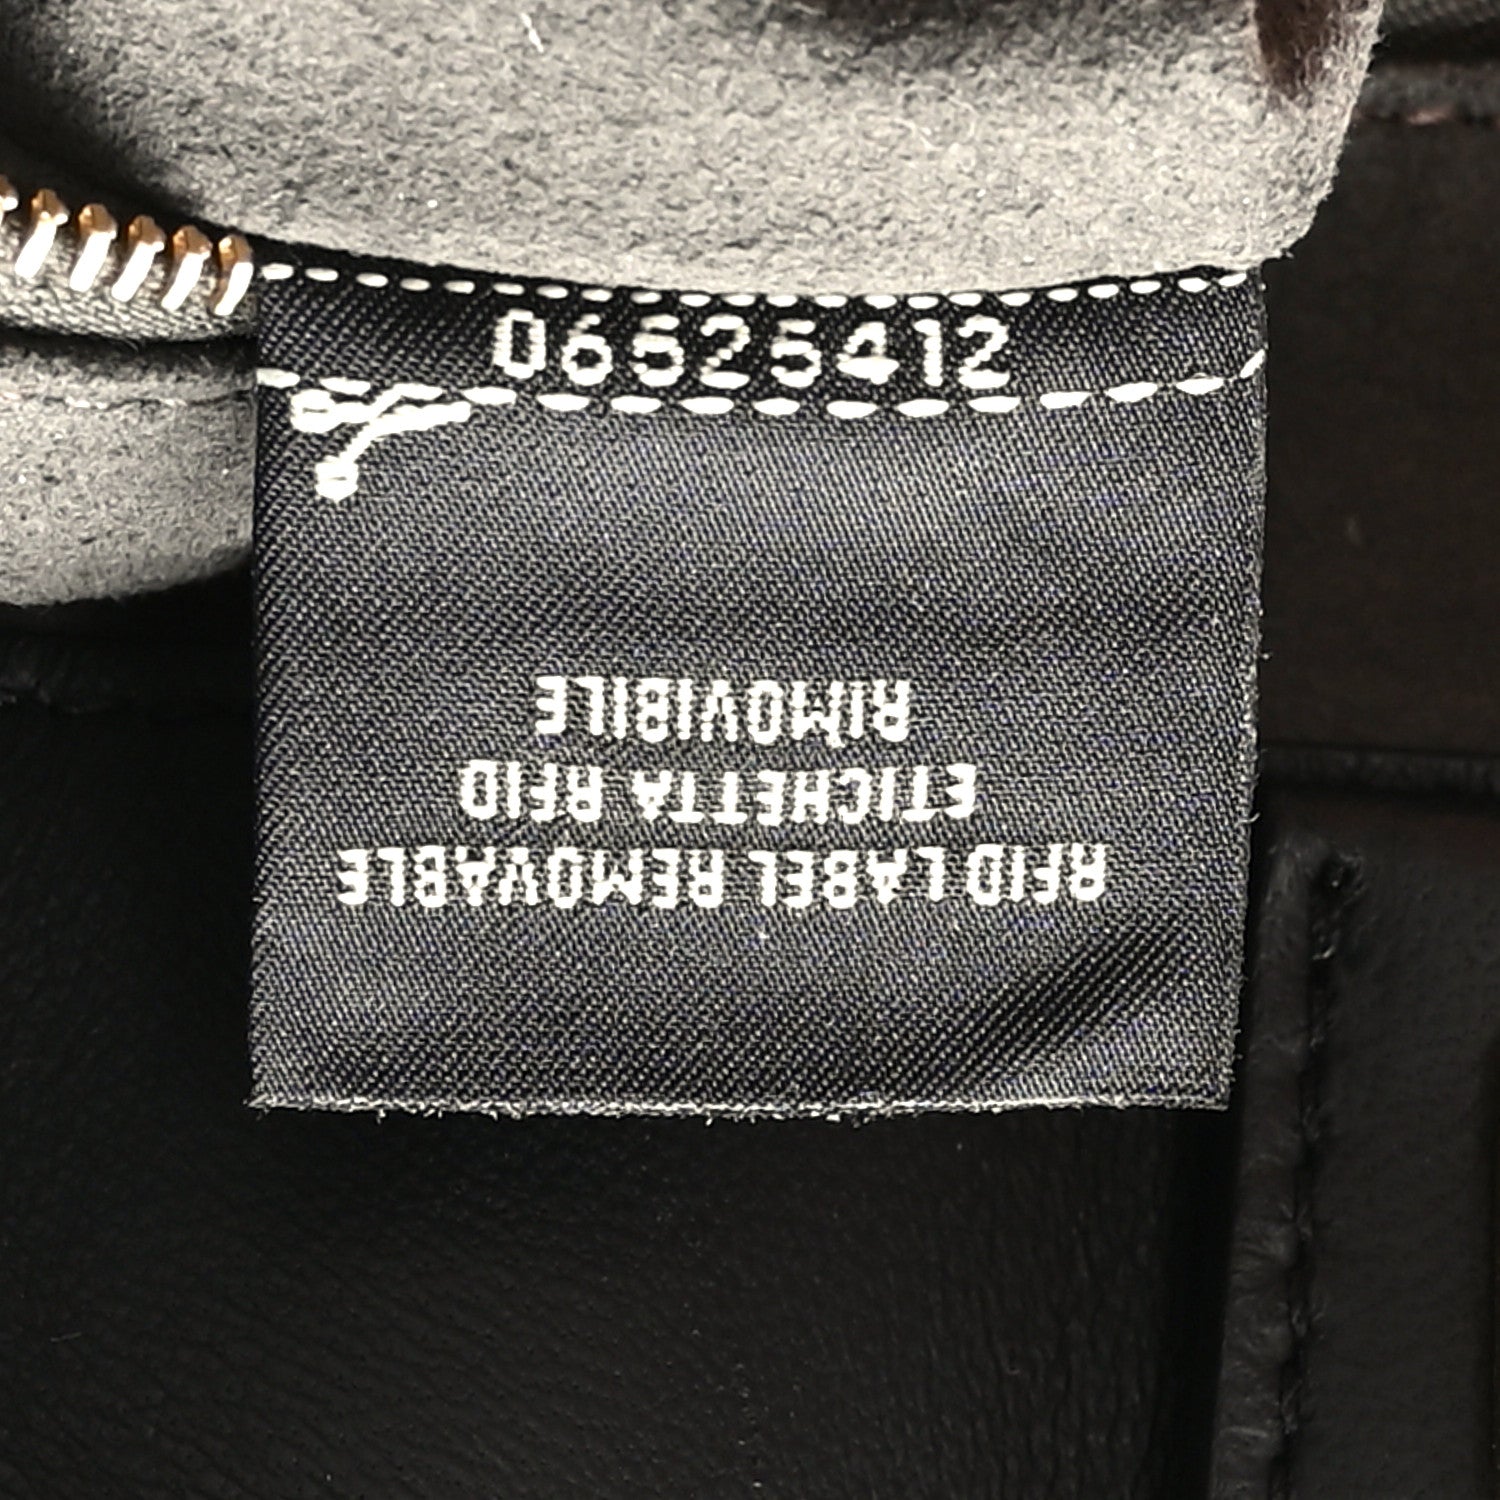 06525412
RFID LABEL REMOVABLE
ETICHETTA RFID
RIMOVIBILE